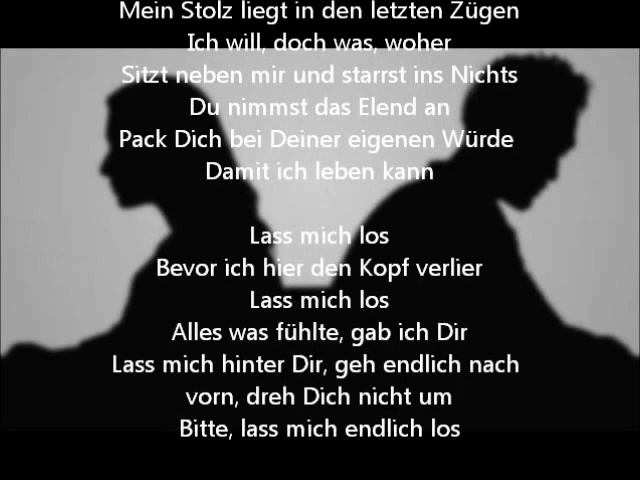 Mein Stolz liegt in den letzten Zügen
Ich will, doch was, woher
Sitzt neben mir und starrst ins Nichts
Du nimmst das Elend an
Pack Dich bei Deiner eigenen Würde
Damit ich leben kann
Lass mich los
Bevor ich hier den Kopf verlier
Lass mich los
Alles was fühlte, gab ich Dir
Lass mich hinter Dir, geh endlich nach
vorn, dreh Dich nicht um
Bitte, lass mich endlich los